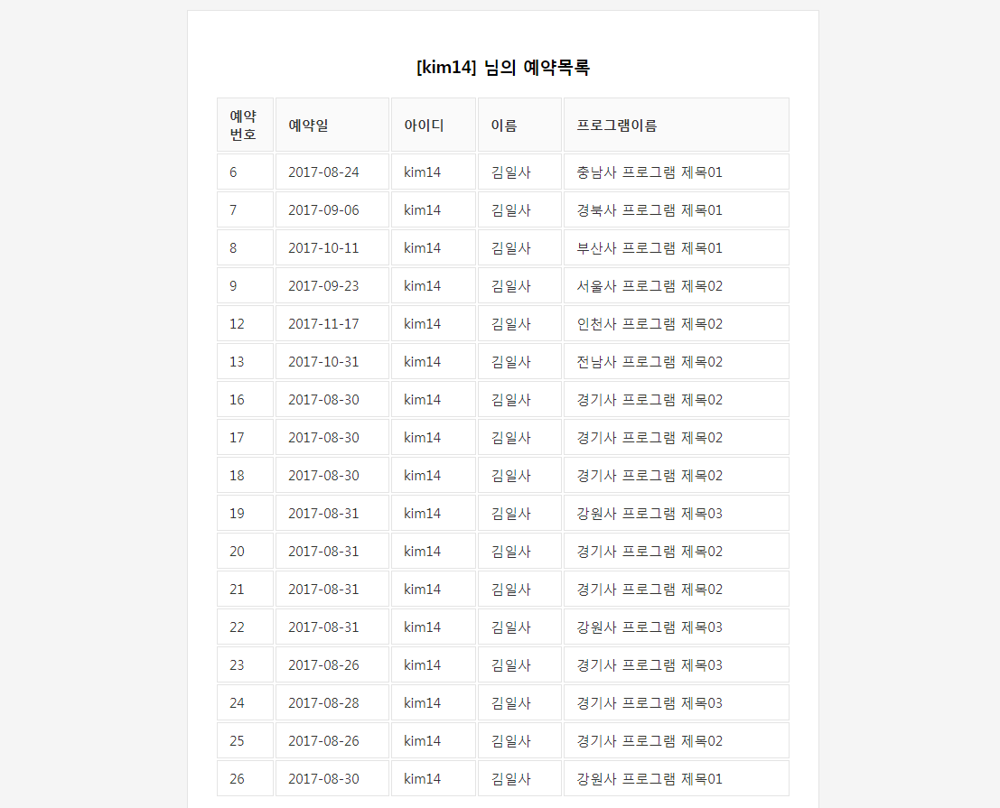 [kim14] 님의 예약목록
예약
번호 예약일 아이디 이름 프로그램이름
6 2017-08-24 kim14 김일사 충남사 프로그램 제목01
7 2017-09-06 kim14 김일사 경북사 프로그램 제목01
8 2017-10-11 kim14 김일사 부산사 프로그램 제목01
9 2017-09-23 kim14 김일사 서울사 프로그램 제목02
12 2017-11-17 kim14 김일사 인천사 프로그램 제목02
13 2017-10-31 kim14 김일사 전남사 프로그램 제목02
16 2017-08-30 kim14 김일사 경기사 프로그램 제목02
17 2017-08-30 kim14 김일사 경기사 프로그램 제목02
18 2017-08-30 kim14 김일사 경기사 프로그램 제목02
19 2017-08-31 kim14 김일사 강원사 프로그램 제목03
20 2017-08-31 kim14 김일사 경기사 프로그램 제목02
21 2017-08-31 kim14 김일사 경기사 프로그램 제목02
22 2017-08-31 kim14 김일사 강원사 프로그램 제목03
23 2017-08-26 kim14 김일사 경기사 프로그램 제목03
24 2017-08-28 kim14 김일사 경기사 프로그램 제목03
25 2017-08-26 kim14 김일사 경기사 프로그램 제목02
26 2017-08-30 kim14 김일사 강원사 프로그램 제목01